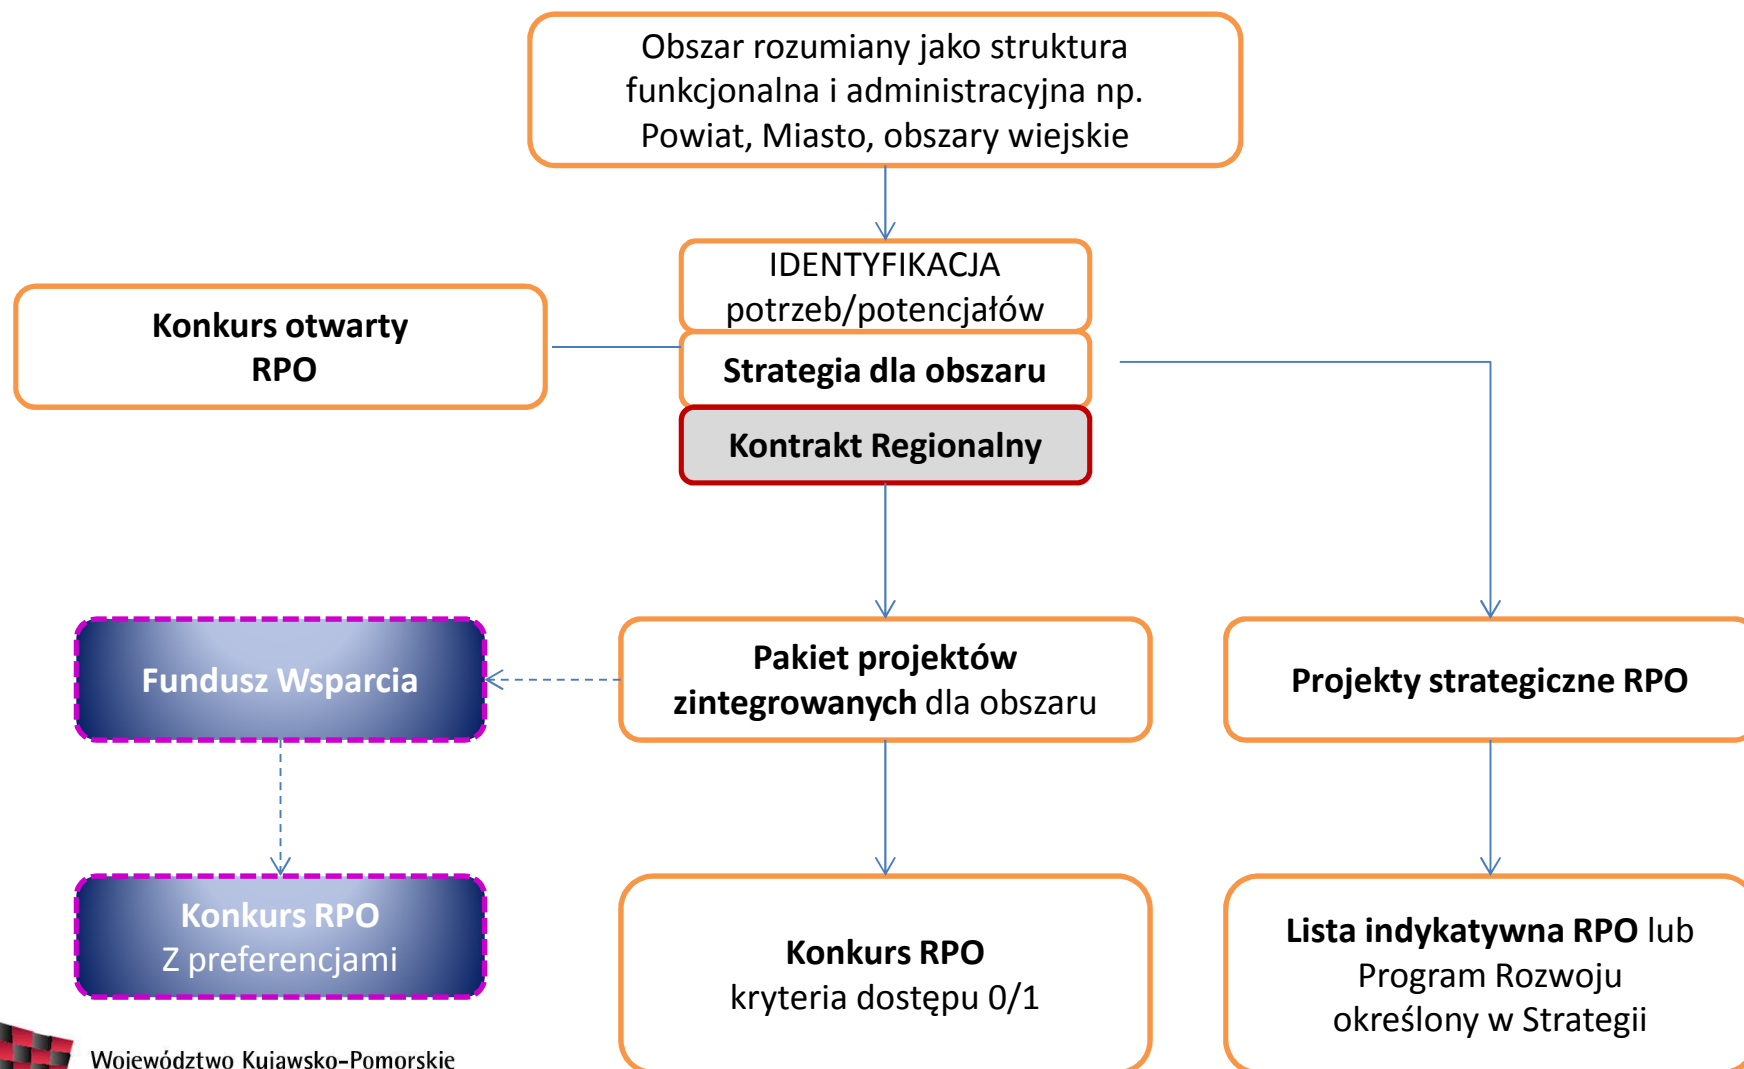 Obszar rozumiany jako struktura
funkcjonalna i administracyjna np.
Powiat, Miasto, obszary wiejskie
IDENTYFIKACJA
potrzeb/potencjałów
Konkurs otwarty
RPO
Strategia dla obszaru
Kontrakt Regionalny
Fundusz Wsparcia
Pakiet projektów
zintegrowanych dla obszaru
Projekty strategiczne RPO
Konkurs RPO
Z preferencjami
Konkurs RPO
kryteria dostępu 0/1
Lista indykatywna RPO lub
Program Rozwoju
określony w Strategii
Województwo Kujawsko-Pomorskie